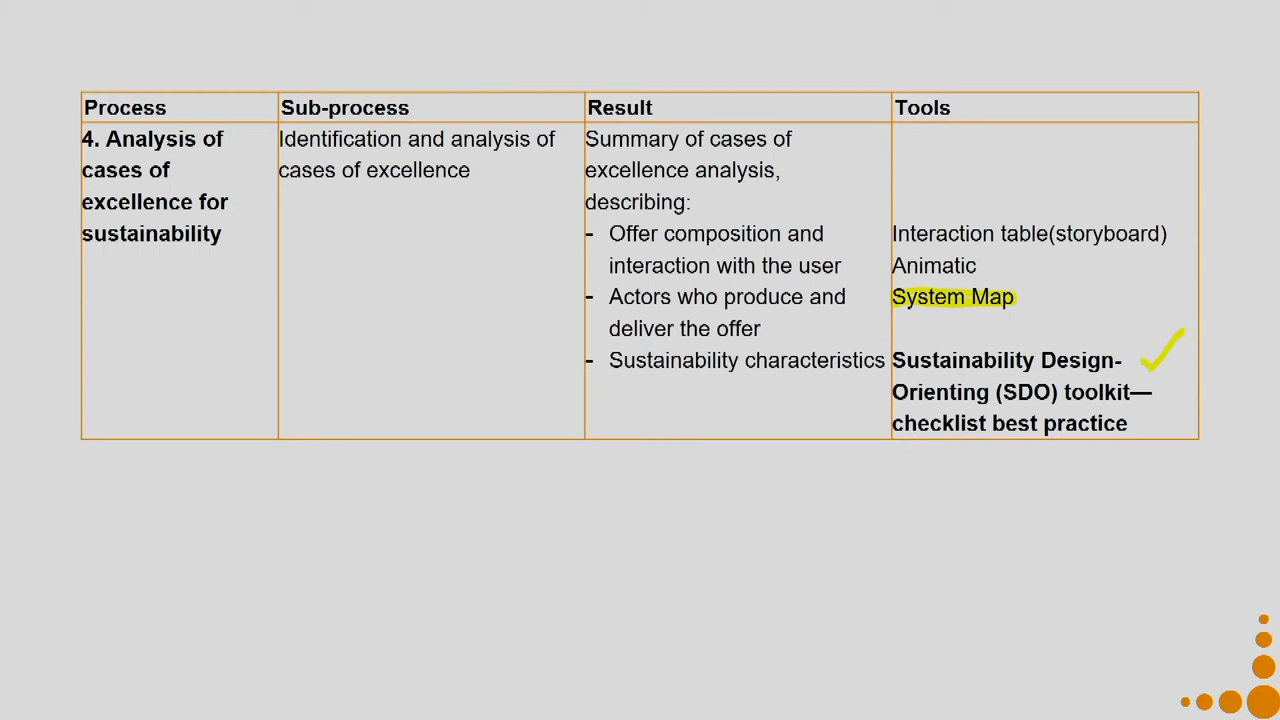 Process
Sub-process
Result
Tools
4. Analysis of
cases of
excellence for
sustainability
Identification and analysis of
cases of excellence
Summary of cases of
excellence analysis,
describing:
- Offer composition and
interaction with the user
- Actors who produce and
deliver the offer
- Sustainability characteristics
Interaction table(storyboard)
Animatic
System Map
Sustainability Design-
Orienting (SDO) toolkit—
checklist best practice